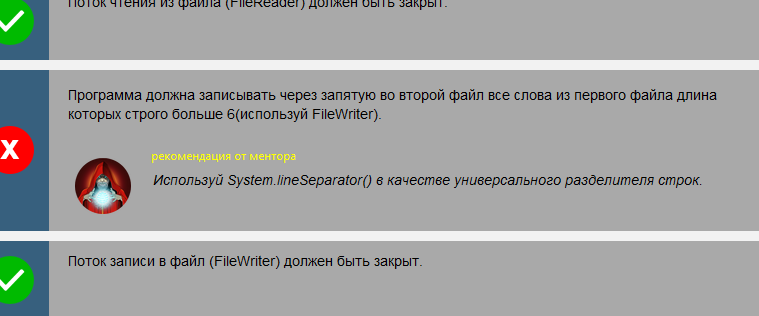 Поток чтения из файла (FileReader) должен быть закрыт.
Программа должна записывать через запятую во второй файл все слова из первого файла длина
которых строго больше 6(используй FileWriter).
рекомендация от ментора
Используй System.lineSeparator() в качестве универсального разделителя строк.
Поток записи в файл (FileWriter) должен быть закрыт.